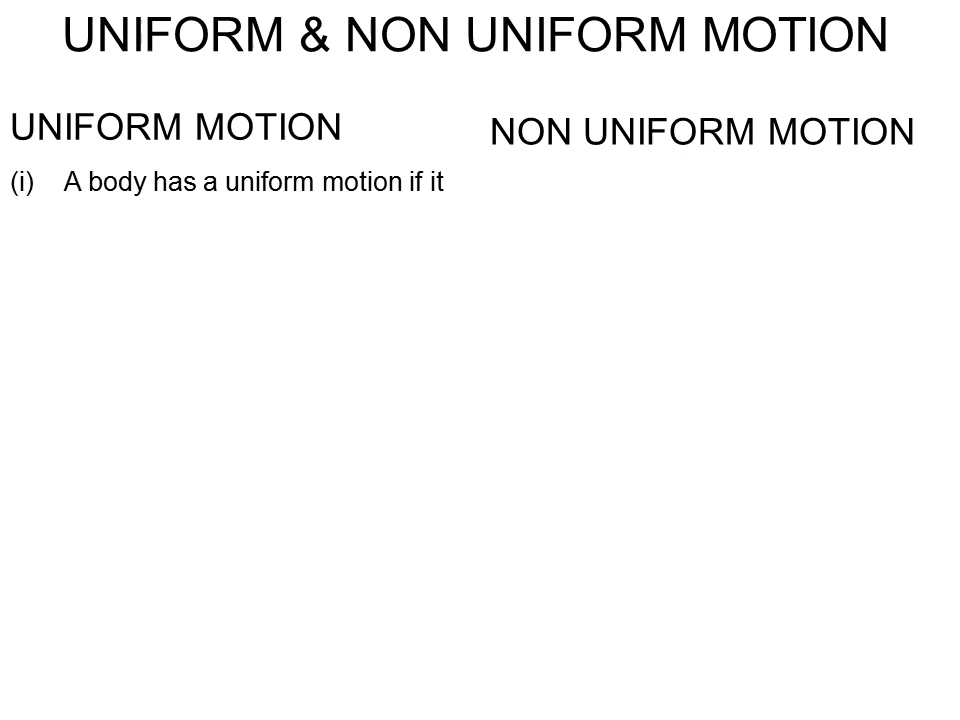 UNIFORM & NON UNIFORM MOTION
UNIFORM MOTION
(i) A body has a uniform motion if it
NON UNIFORM MOTION